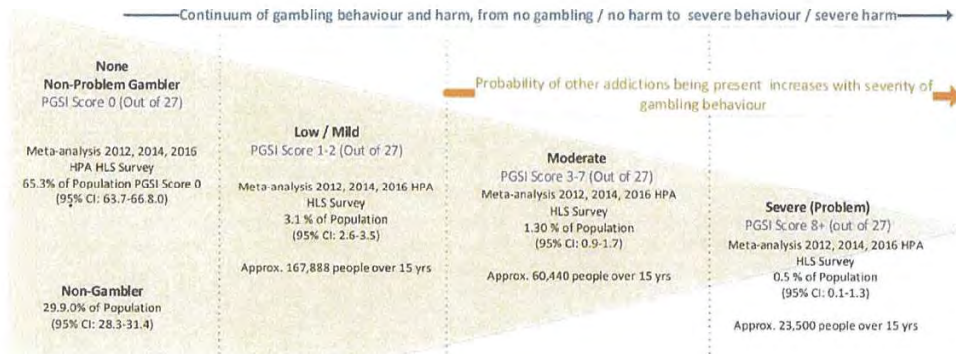 Continuum of gambling behaviour and harm, from no gambling / no harm to severe behaviour / severe harm
None
Non-Problem Gambler
PGSI Score 0 (Out of 27)
Meta-analysis 2012, 2014, 2016
HPA HLS Survey
65.3% of Population PGSI Score 0
(95% CI: 63.7-66.8.0)
Non-Gambler
29.9.0% of Population
(95% CI: 28.3-31.4)
Probability of other addictions being present increases with severity of
gambling behaviour
Low / Mild
PGSI Score 1-2 (Out of 27)
Meta-analysis 2012, 2014, 2016 HPA
HLS Survey
3.1 % of Population
(95% CI: 2.6-3.5)
Approx. 167,888 people over 15 yrs
Moderate
PGSI Score 3-7 (Out of 27)
Meta-analysis 2012, 2014, 2016 HPA
HLS Survey
1.30 % of Population
(95% CI: 0.9-1.7)
Approx. 60,440 people over 15 yrs
Severe (Problem)
PGSI Score 8+ (out of 27)
Meta-analysis 2012, 2014, 2016 HPA
HLS Survey
0.5 % of Population
(95% CI: 0.1-1.3)
Approx. 23,500 people over 15 yrs